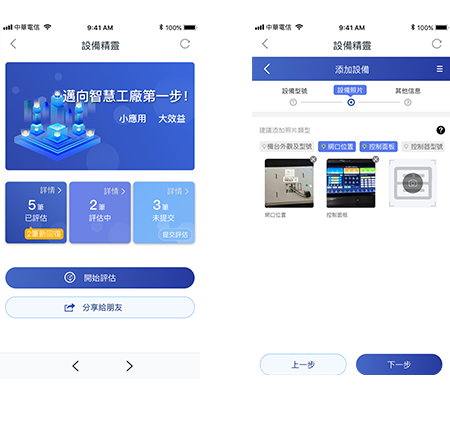 中華電信
9:41 AM
100%
設備精靈
邁向智慧工廠第一步!
小應用 大效益
詳情
5筆
已評估
2筆新回復
詳情
2筆
評估中
詳情
3筆
未提交
提交評估
開始評估
分享給朋友
中華電信
9:41 AM
100%
設備精靈
添加設備
設備型號
設備照片
其他信息
建議添加照片類型
?
機台外觀及型號
網口位置
控制面板
控制器型號
網口位置
控制面板
上一步
下一步